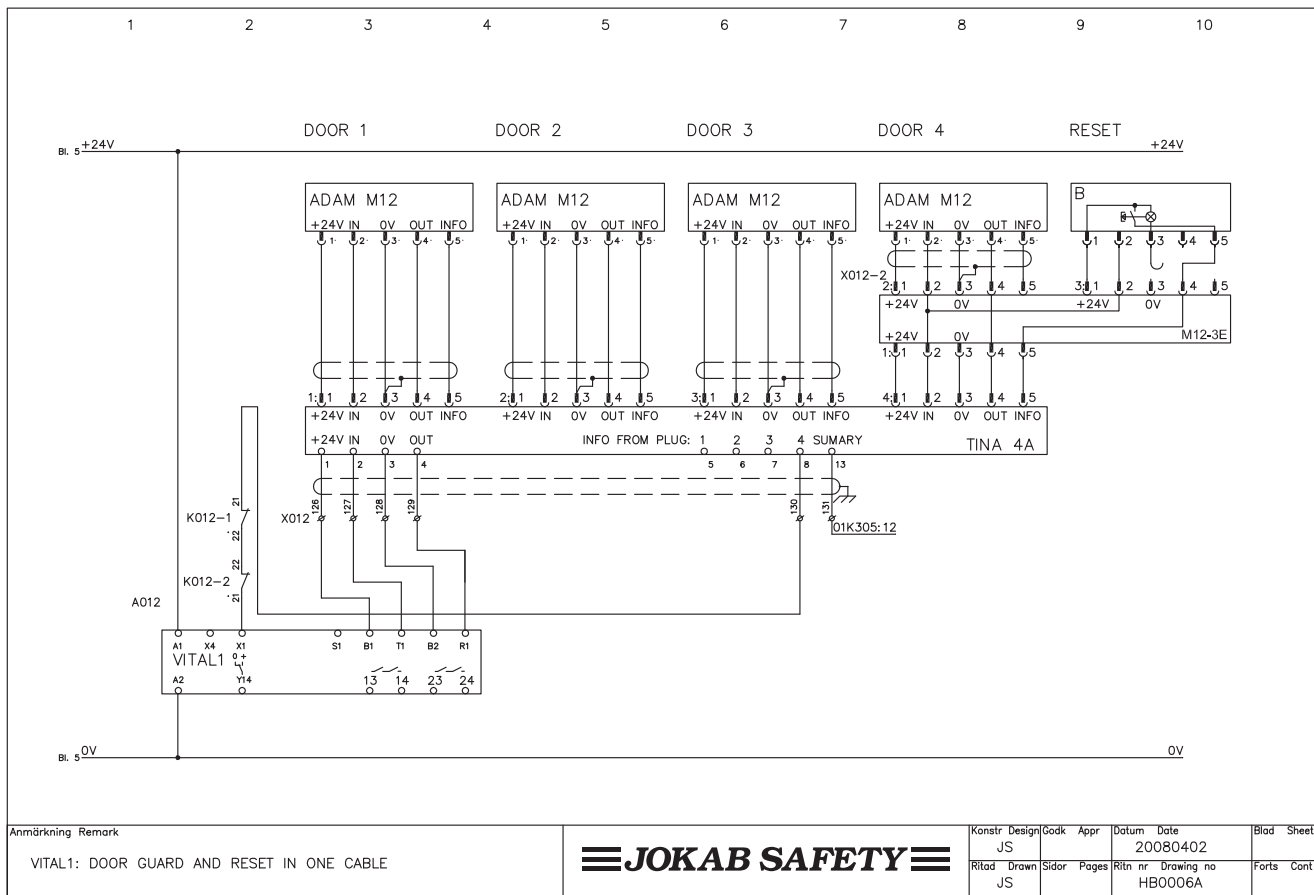 1 2 3 4 5 6 7 8 9 10
DOOR 1 DOOR 2 DOOR 3 DOOR 4 RESET
Bl. 5 +24V +24V
ADAM M12 ADAM M12 ADAM M12 ADAM M12 B
+24V IN 0V OUT INFO +24V IN 0V OUT INFO +24V IN 0V OUT INFO +24V IN 0V OUT INFO
1 2 3 4 5 1 2 3 4 5 1 2 3 4 5 1 2 3 4 5 1 2 3 4 5
X012-2
2: 1 2 3 4 5 3: 1 2 3 4 5
+24V 0V +24V 0V
M12-3E
+24V 0V
1: 1 2 3 4 5
1: 1 2 3 4 5 2: 1 2 3 4 5 3: 1 2 3 4 5 4: 1 2 3 4 5
+24V IN 0V OUT INFO +24V IN 0V OUT INFO +24V IN 0V OUT INFO +24V IN 0V OUT INFO
+24V IN 0V OUT INFO FROM PLUG: 1 2 3 4 SUMARY TINA 4A
1 2 3 4 5 6 7 8 13
126 127 128 129 130 131
21
K012-1 X012 01K305:12
22
22
K012-2
21
A012
A1 X4 X1 S1 B1 T1 B2 R1
VITAL1 0 +
A2 Y14 13 14 23 24
Bl. 5 0V 0V
Anmärkning Remark
VITAL1: DOOR GUARD AND RESET IN ONE CABLE
JOKAB SAFETY
Konstr Design Godk Appr Datum Date Blad Sheet
JS 20080402
Ritad Drawn Sidor Pages Ritn nr Drawing no Forts Cont
JS HB0006A